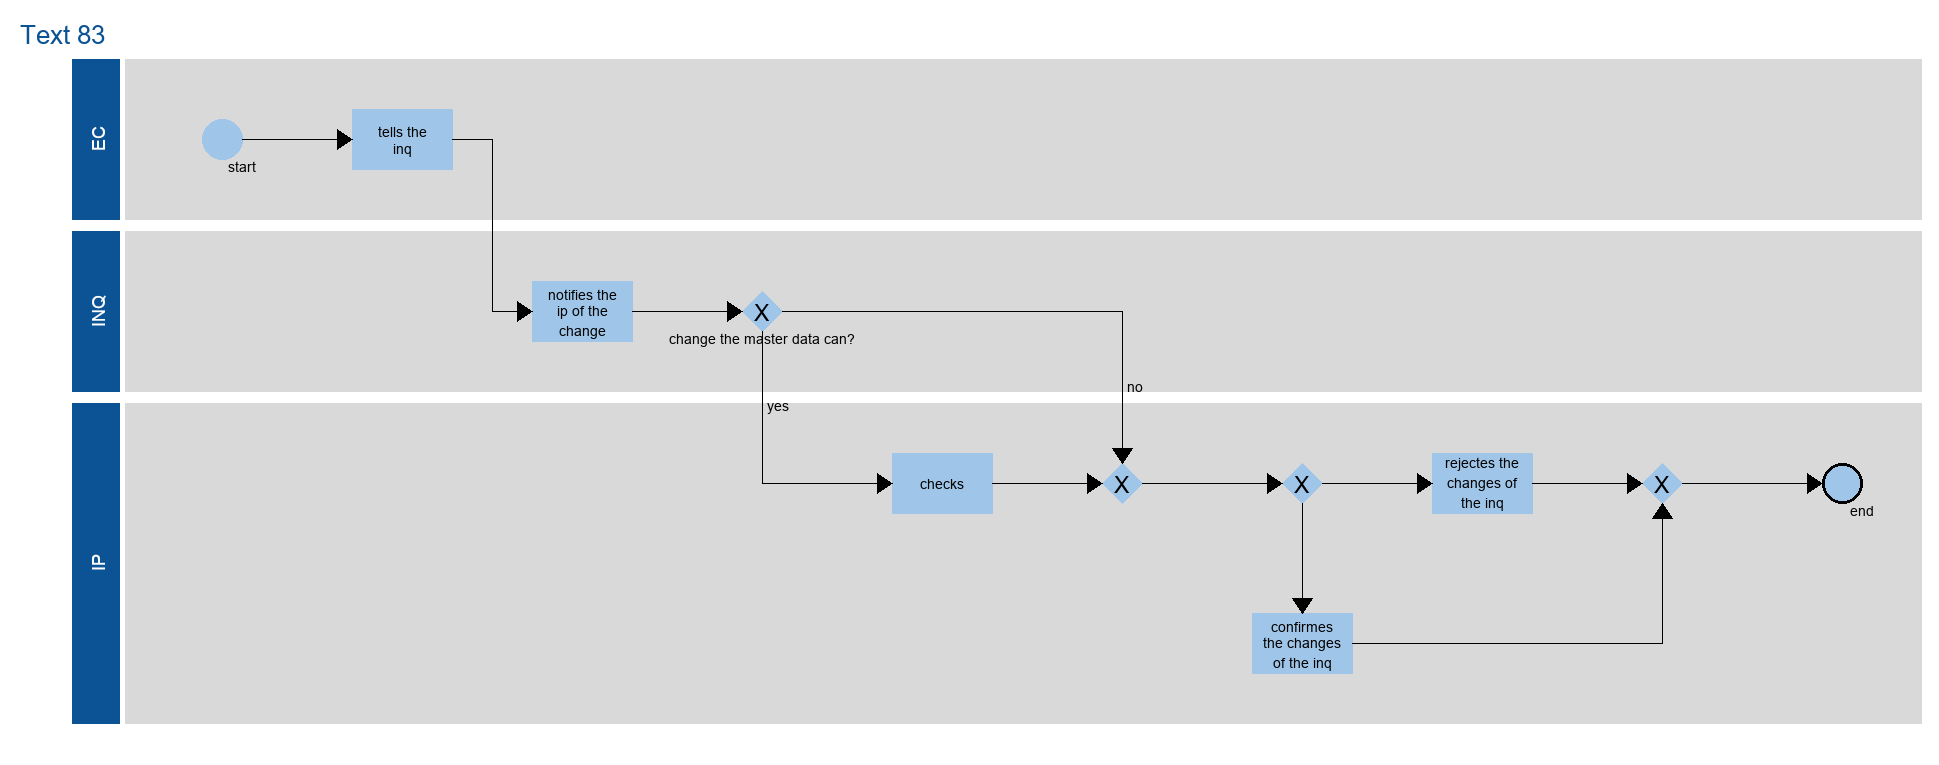 Text 83
EC
start
tells the
inq
INQ
notifies the
ip of the
change
X
change the master data can?
no
yes
IP
checks
X
X
rejectes the
changes of
the inq
X
end
confirmes
the changes
of the inq